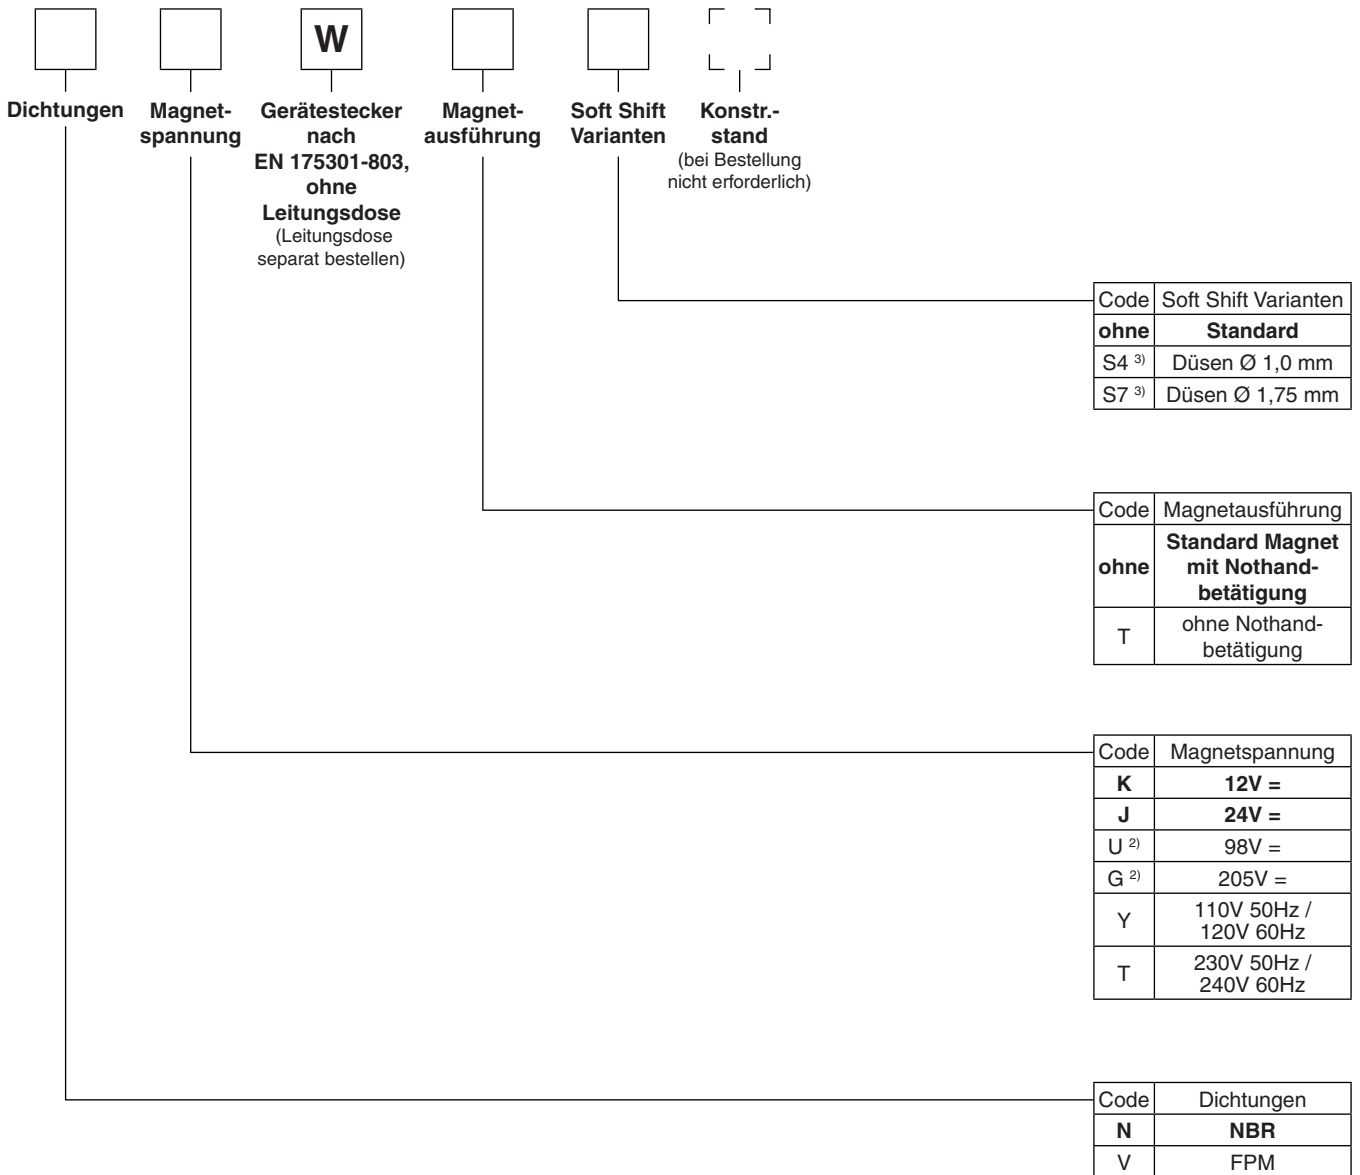 W
Dichtungen
Magnet-
spannung
Gerätestecker
nach
EN 175301-803,
ohne
Leitungsdose
(Leitungsdose
separat bestellen)
Magnet-
ausführung
Soft Shift
Varianten
Konstr.-
stand
(bei Bestellung
nicht erforderlich)
Code Soft Shift Varianten
ohne Standard
S4 3) Düsen Ø 1,0 mm
S7 3) Düsen Ø 1,75 mm
Code Magnetausführung
ohne Standard Magnet
mit Nothand-
betätigung
T ohne Nothand-
betätigung
Code Magnetspannung
K 12V =
J 24V =
U 2) 98V =
G 2) 205V =
Y 110V 50Hz /
120V 60Hz
T 230V 50Hz /
240V 60Hz
Code Dichtungen
N NBR
V FPM